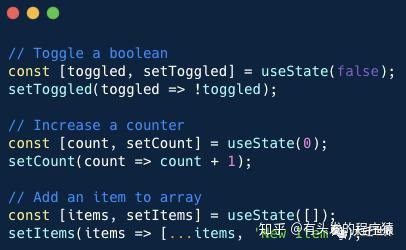 // Toggle a boolean
const [toggled, setToggled] = useState(false);
setToggled(toggled => !toggled);
// Increase a counter
const [count, setCount] = useState(0);
setCount(count => count + 1);
// Add an item to array
const [items, setItems] = useState([]);
setItems(items => [...items, 'New item']);
知乎 @有头发的程序猿